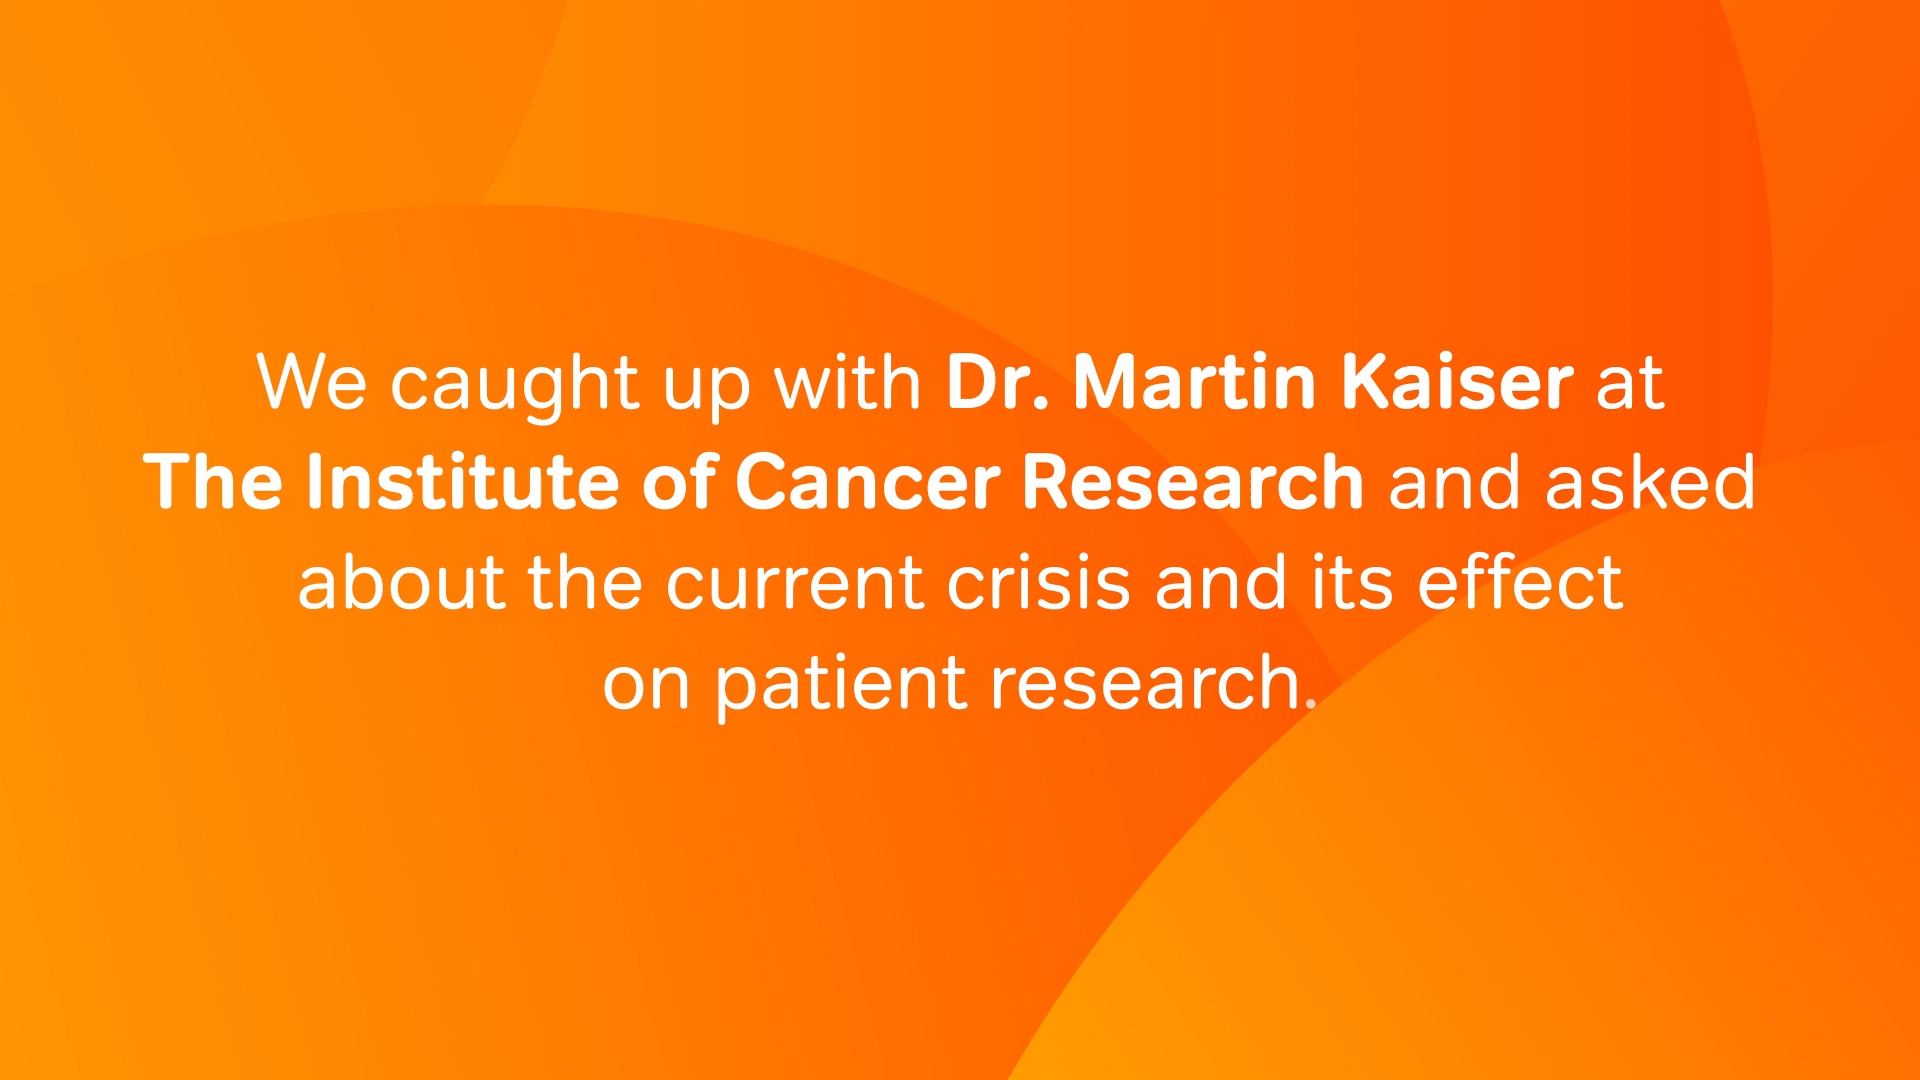 We caught up with Dr. Martin Kaiser at
The Institute of Cancer Research and asked
about the current crisis and its effect
on patient research.